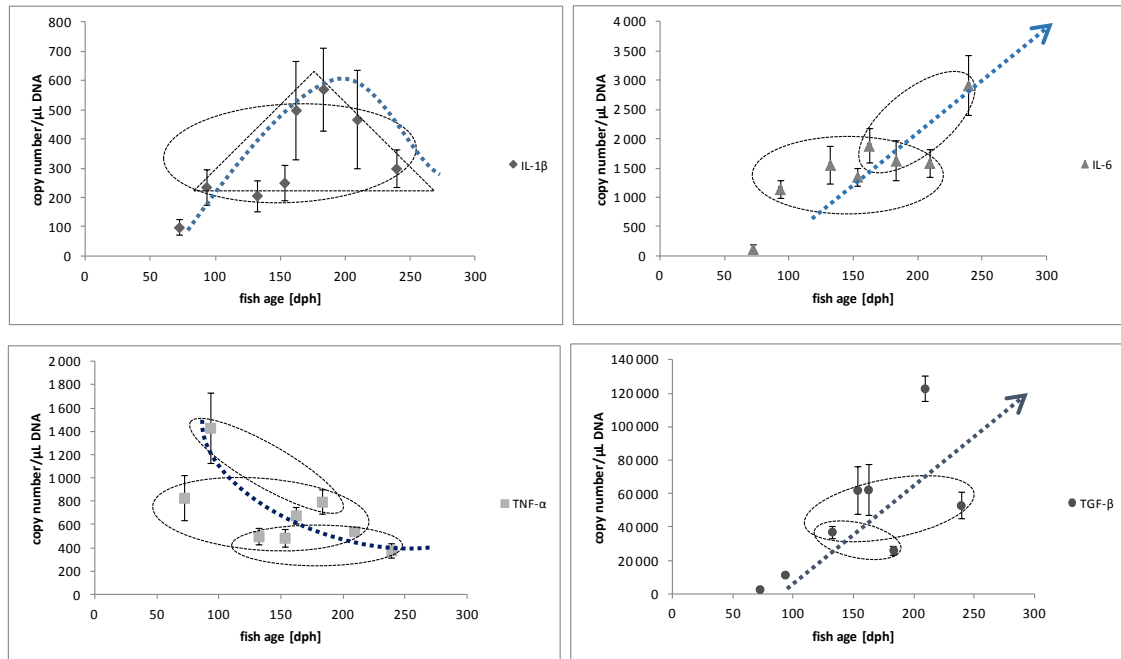 copy number/µL DNA
800
700
600
500
400
300
200
100
0
0 50 100 150 200 250 300
fish age [dph]
IL-1β
copy number/µL DNA
4 000
3 500
3 000
2 500
2 000
1 500
1 000
500
0
0 50 100 150 200 250 300
fish age [dph]
IL-6
copy number/µL DNA
2 000
1 800
1 600
1 400
1 200
1 000
800
600
400
200
0
0 50 100 150 200 250 300
fish age [dph]
TNF-α
copy number/µL DNA
140 000
120 000
100 000
80 000
60 000
40 000
20 000
0
0 50 100 150 200 250 300
fish age [dph]
TGF-β